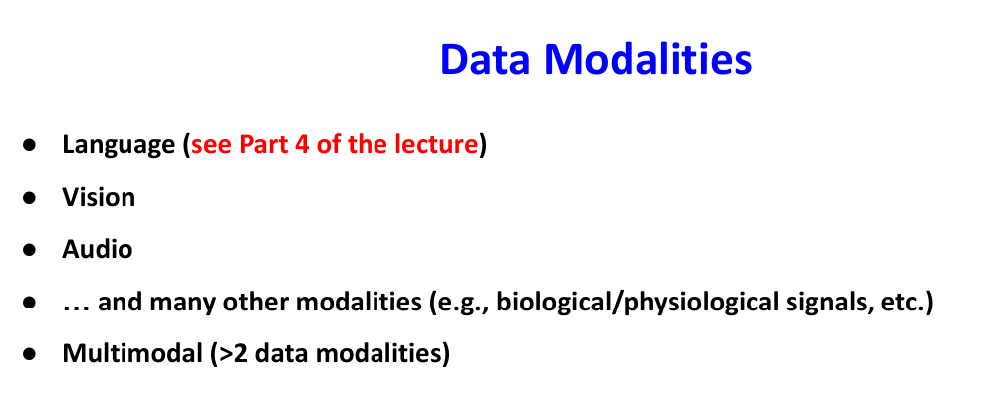 Data Modalities
● Language (see Part 4 of the lecture)
● Vision
● Audio
● … and many other modalities (e.g., biological/physiological signals, etc.)
● Multimodal (>2 data modalities)